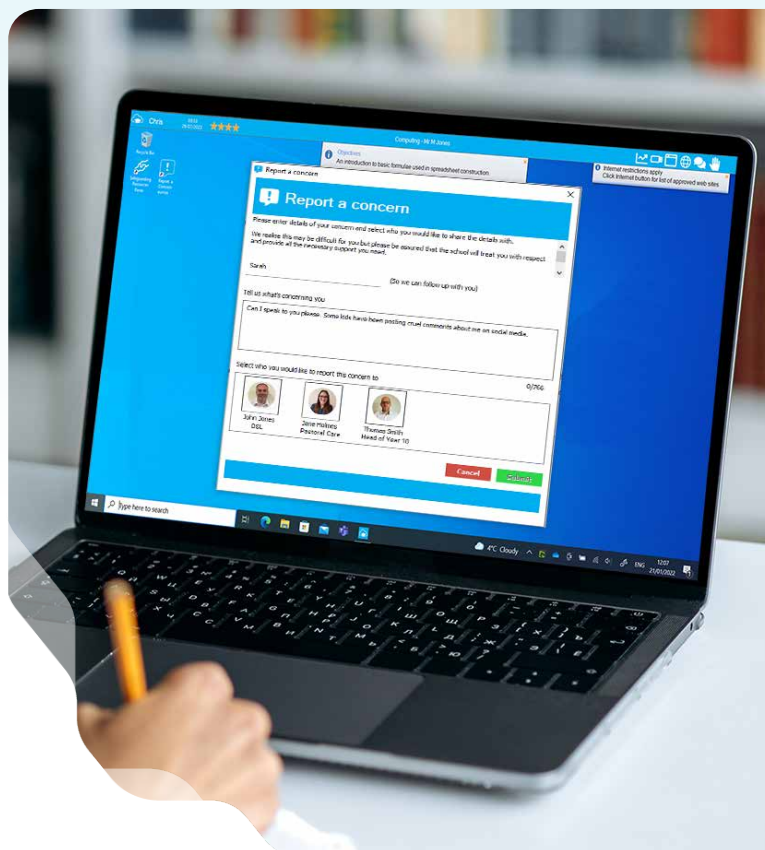 Chris
Computing - Mr M Jones
Objectives
An introduction to basic formulae used in spreadsheet construction
Internet restrictions apply
Click Internet button for list of approved web sites
Recycle Bin
Safeguarding
Resource
Report a
Concern
Report a concern
Report a concern
Please enter details of your concern and select who you would like to share the details with.
We realise this may be difficult for you but please be assured that the school will treat you with respect
and provide all the necessary support you need.
Sarah
(So we can follow up with you)
Tell us what's concerning you
Can I speak to you please. Some kids have been posting cruel comments about me on social media.
Select who you would like to report this concern to
John Jones
DSL
Jane Holmes
Pastoral Care
Thomas Smith
Head of Year 10
Cancel
Submit
Type here to search
4°C Cloudy
ENG
12:07
21/01/2022